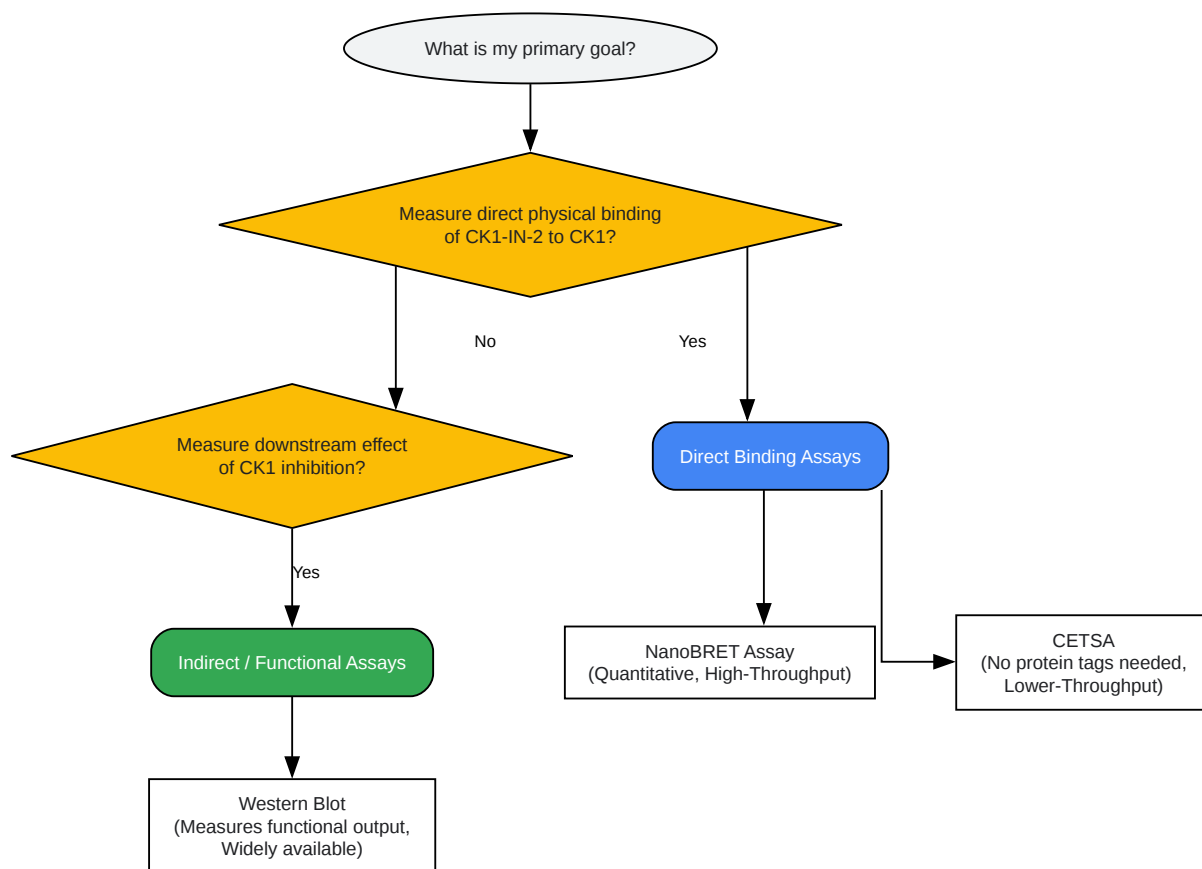 What is my primary goal?
Measure direct physical binding
of CK1-IN-2 to CK1?
No
Yes
Measure downstream effect
of CK1 inhibition?
Direct Binding Assays
Yes
Indirect / Functional Assays
NanoBRET Assay
(Quantitative, High-Throughput)
CETSA
(No protein tags needed,
Lower-Throughput)
Western Blot
(Measures functional output,
Widely available)